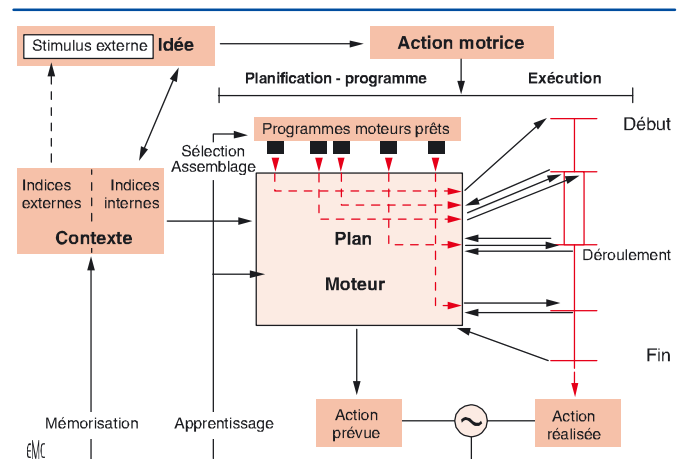 Stimulus externe Idée
Action motrice
Planification - programme
Exécution
Programmes moteurs prêts
Début
Sélection
Assemblage
Indices
externes
Indices
internes
Contexte
Plan
Moteur
Déroulement
Fin
Mémorisation
Apprentissage
Action
prévue
~
Action
réalisée
EMC